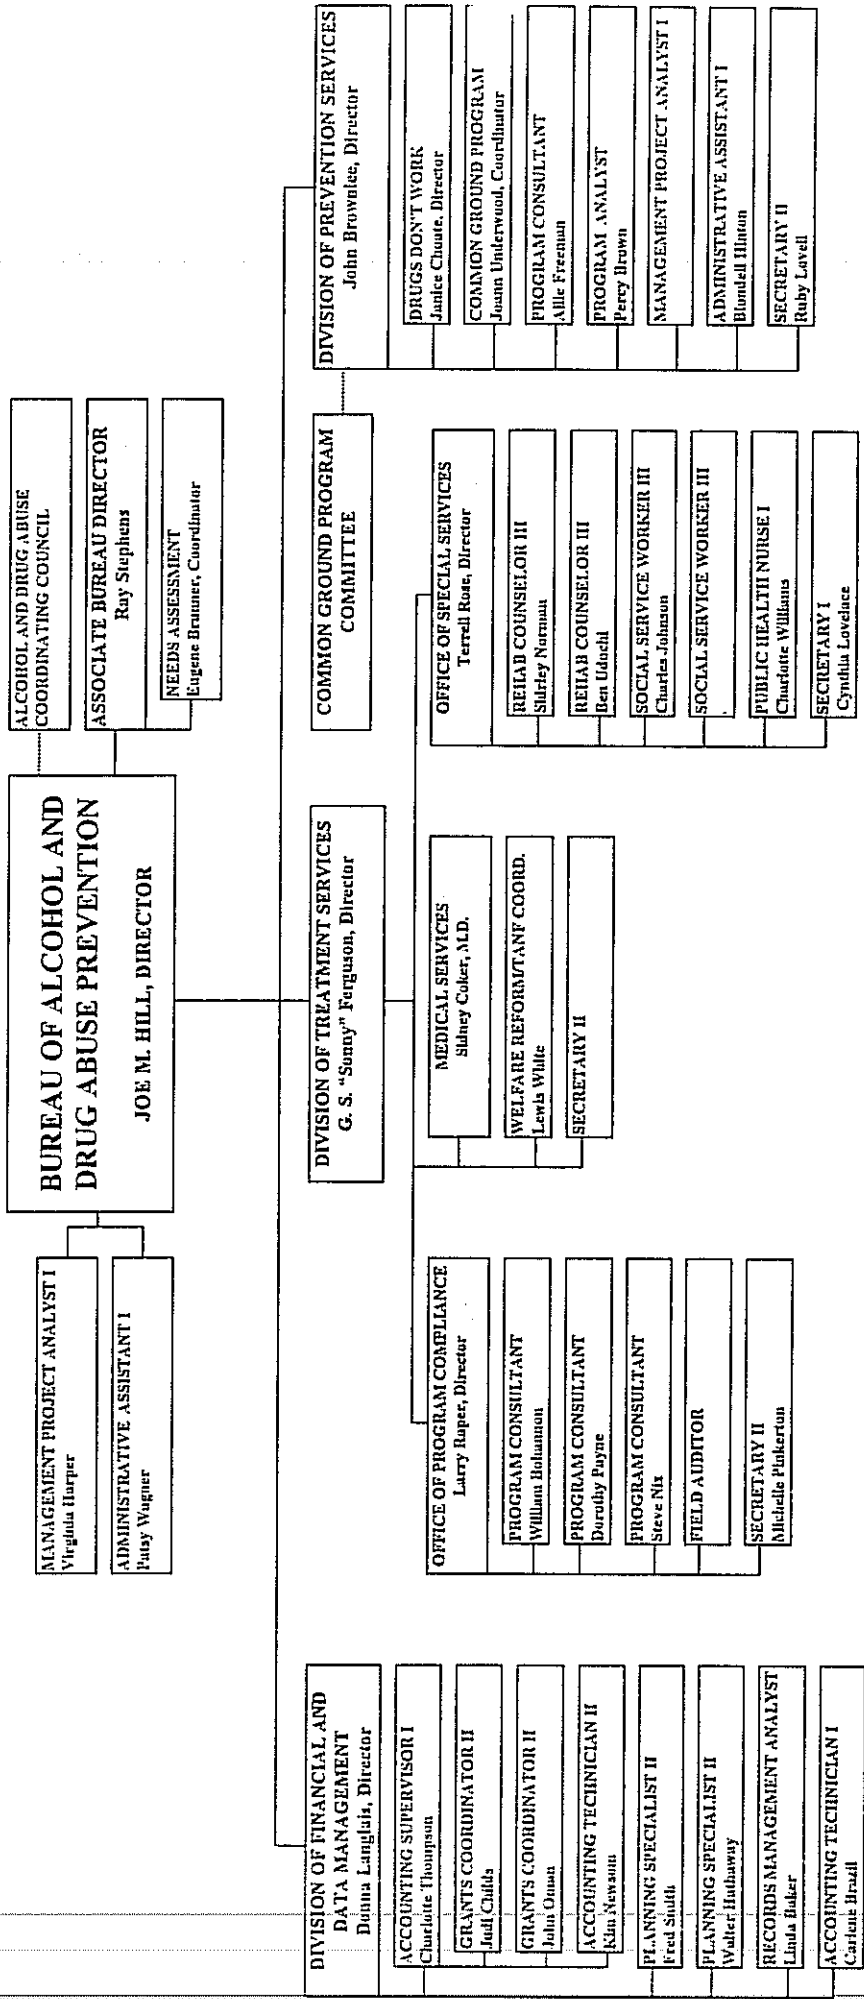 BUREAU OF ALCOHOL AND
DRUG ABUSE PREVENTION
JOE M. HILL, DIRECTOR
MANAGEMENT PROJECT ANALYST I
Virginia Harper
ADMINISTRATIVE ASSISTANT I
Patsy Wagner
ALCOHOL AND DRUG ABUSE
COORDINATING COUNCIL
ASSOCIATE BUREAU DIRECTOR
Ray Stephens
NEEDS ASSESSMENT
Eugene Brunner, Coordinator
DIVISION OF FINANCIAL AND
DATA MANAGEMENT
Donna Langlais, Director
ACCOUNTING SUPERVISOR I
Charlotte Thompson
GRANTS COORDINATOR II
Judi Childs
GRANTS COORDINATOR II
John Oman
ACCOUNTING TECHNICIAN II
Kim Newsom
PLANNING SPECIALIST II
Fred Smith
PLANNING SPECIALIST II
Walter Hathaway
RECORDS MANAGEMENT ANALYST
Linda Baker
ACCOUNTING TECHNICIAN I
Carlene Brazil
DIVISION OF TREATMENT SERVICES
G. S. "Sonny" Ferguson, Director
OFFICE OF PROGRAM COMPLIANCE
Larry Raper, Director
PROGRAM CONSULTANT
William Bohannon
PROGRAM CONSULTANT
Dorothy Payne
PROGRAM CONSULTANT
Steve Nix
FIELD AUDITOR
SECRETARY II
Michelle Pinkerton
MEDICAL SERVICES
Sidney Coker, M.D.
WELFARE REFORM/TANF COORD.
Lewis White
SECRETARY II
OFFICE OF SPECIAL SERVICES
Terrell Rose, Director
REHAB COUNSELOR III
Shirley Norman
REHAB COUNSELOR III
Ben Udochi
SOCIAL SERVICE WORKER III
Charles Johnson
SOCIAL SERVICE WORKER III
PUBLIC HEALTH NURSE I
Charlotte Williams
SECRETARY I
Cynthia Lovelace
COMMON GROUND PROGRAM
COMMITTEE
DIVISION OF PREVENTION SERVICES
John Brownlee, Director
DRUGS DON'T WORK
Janice Choate, Director
COMMON GROUND PROGRAM
Joann Underwood, Coordinator
PROGRAM CONSULTANT
Allie Freeman
PROGRAM ANALYST
Percy Brown
MANAGEMENT PROJECT ANALYST I
ADMINISTRATIVE ASSISTANT I
Blondell Hinton
SECRETARY II
Ruby Lovell